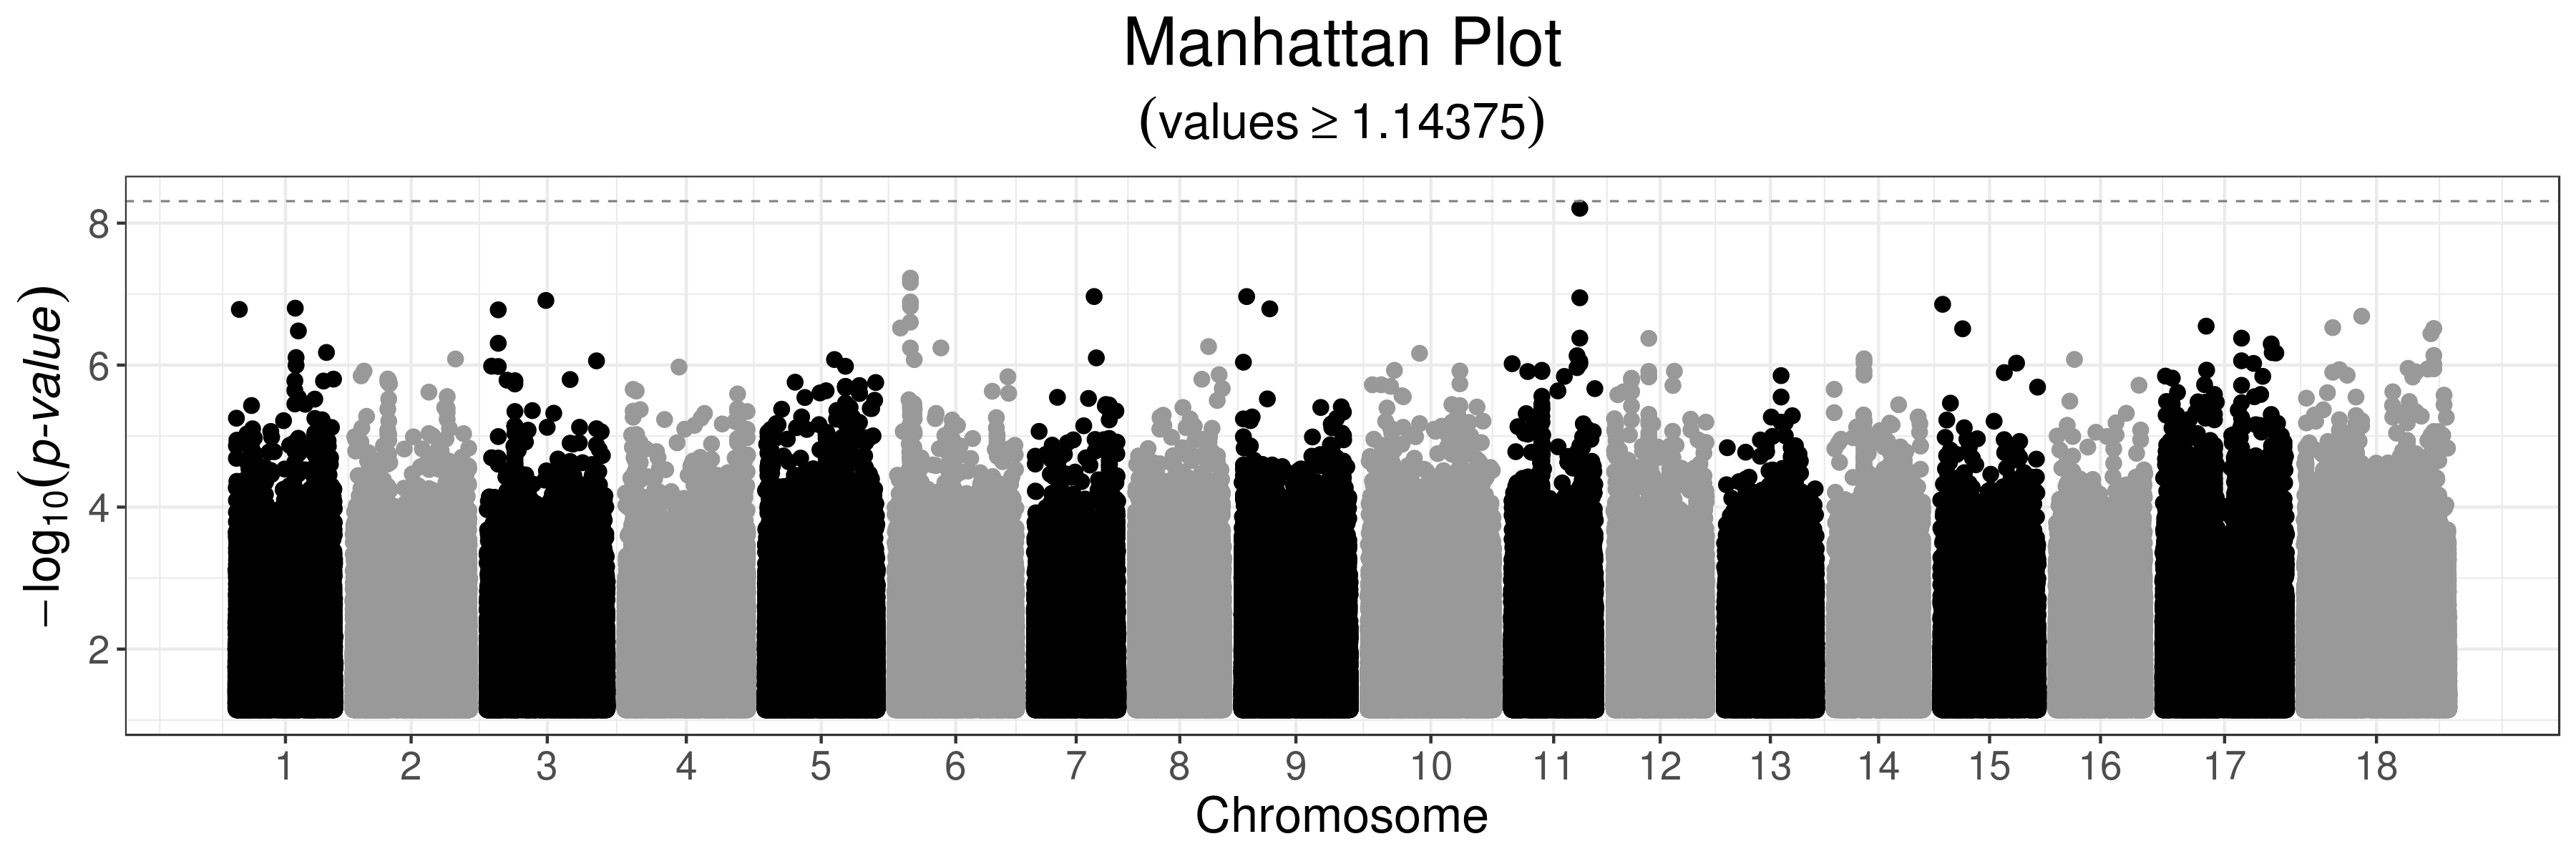 Manhattan Plot
(values ≥ 1.14375)
−log10(p-value)
8
6
4
2
1 2 3 4 5 6 7 8 9 10 11 12 13 14 15 16 17 18
Chromosome